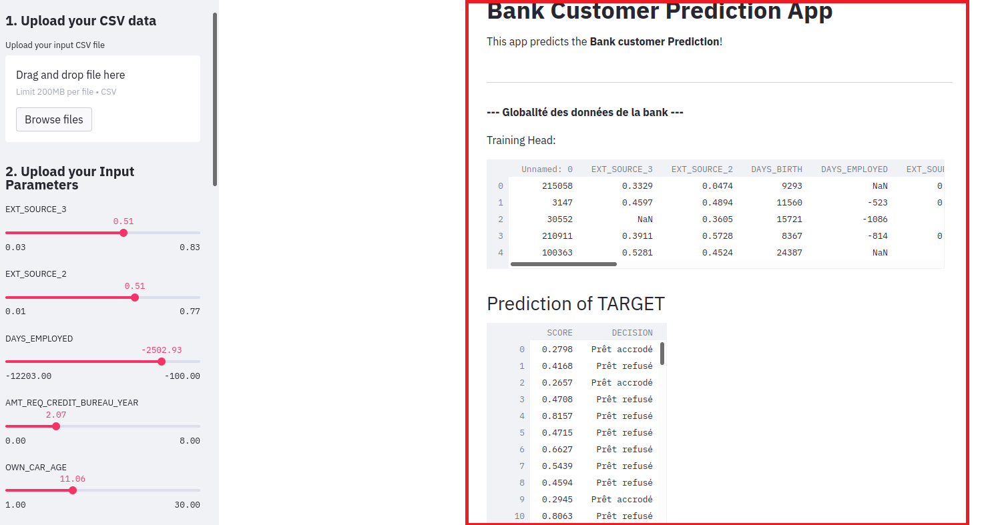 1. Upload your CSV data
Upload your input CSV file
Drag and drop file here
Limit 200MB per file • CSV
Browse files
2. Upload your Input
Parameters
EXT_SOURCE_3
0.51
0.03 0.83
EXT_SOURCE_2
0.51
0.01 0.77
DAYS_EMPLOYED
-2502.93
-12203.00 -100.00
AMT_REQ_CREDIT_BUREAU_YEAR
2.07
0.00 8.00
OWN_CAR_AGE
11.06
1.00 30.00
Bank Customer Prediction App
This app predicts the Bank customer Prediction!
--- Globalité des données de la bank ---
Training Head:
Unnamed: 0 EXT_SOURCE_3 EXT_SOURCE_2 DAYS_BIRTH DAYS_EMPLOYED EXT_SOU
0 215058 0.3329 0.0474 9293 NaN 0
1 3147 0.4597 0.4894 11560 -523 0
2 30552 NaN 0.3605 15721 -1086
3 210911 0.3911 0.5728 8367 -814 0
4 100363 0.5281 0.4524 24387 NaN
Prediction of TARGET
SCORE DECISION
0 0.2798 Prêt accrodé
1 0.4168 Prêt refusé
2 0.2657 Prêt accrodé
3 0.4708 Prêt refusé
4 0.8157 Prêt refusé
5 0.4715 Prêt refusé
6 0.6627 Prêt refusé
7 0.5439 Prêt refusé
8 0.4594 Prêt refusé
9 0.2945 Prêt accrodé
10 0.8063 Prêt refusé